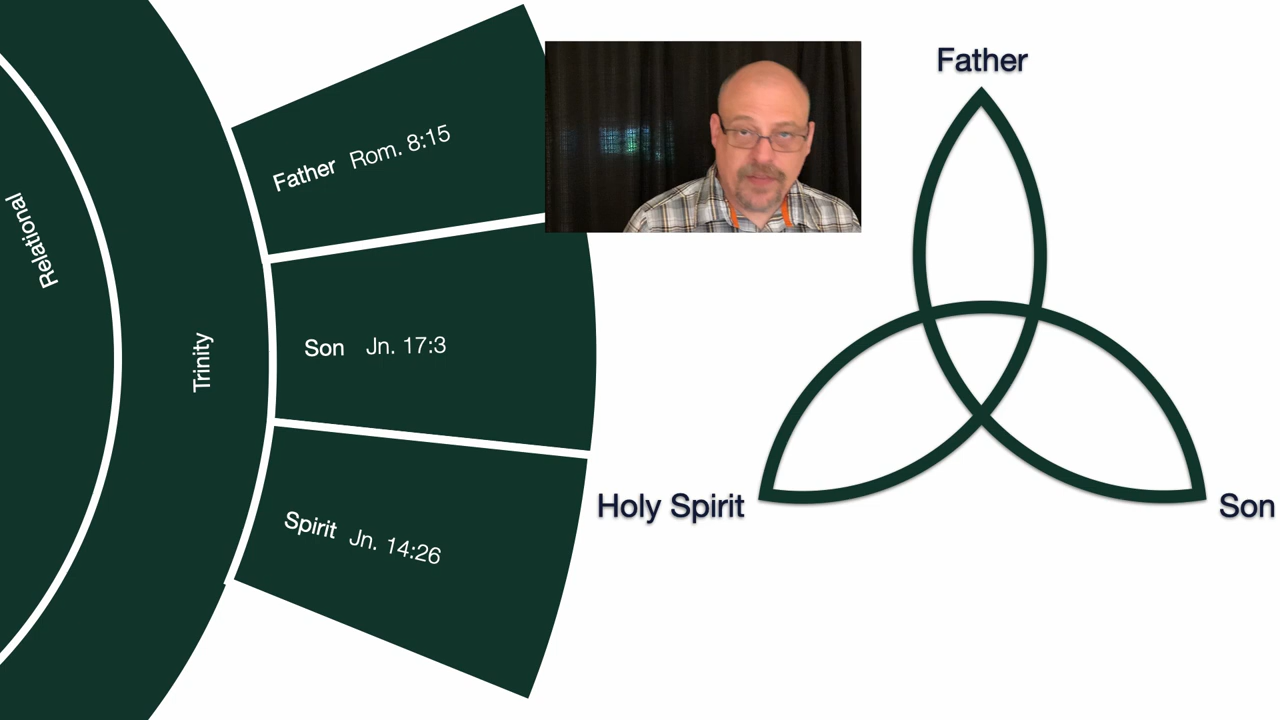 Relational
Trinity
Father Rom. 8:15
Son Jn. 17:3
Spirit Jn. 14:26
Father
Holy Spirit
Son